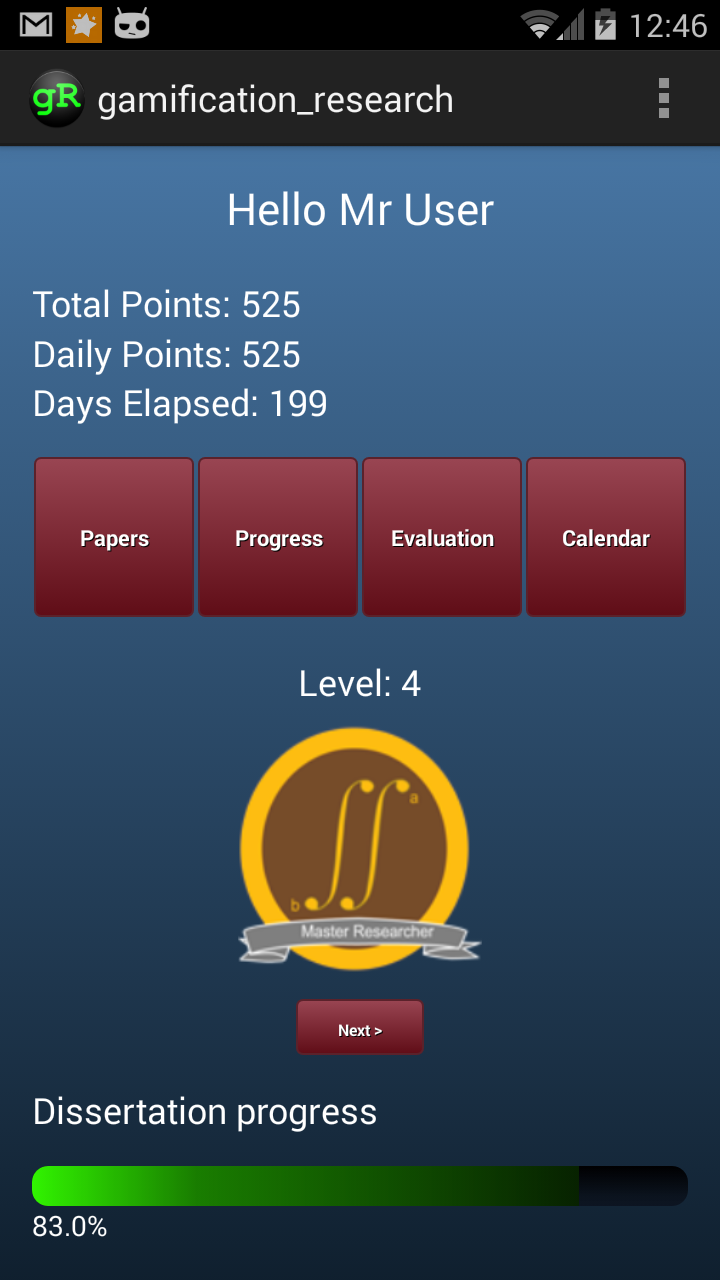 12:46
gR gamification_research
Hello Mr User
Total Points: 525
Daily Points: 525
Days Elapsed: 199
Papers Progress Evaluation Calendar
Level: 4
a
b
Master Researcher
Next >
Dissertation progress
83.0%